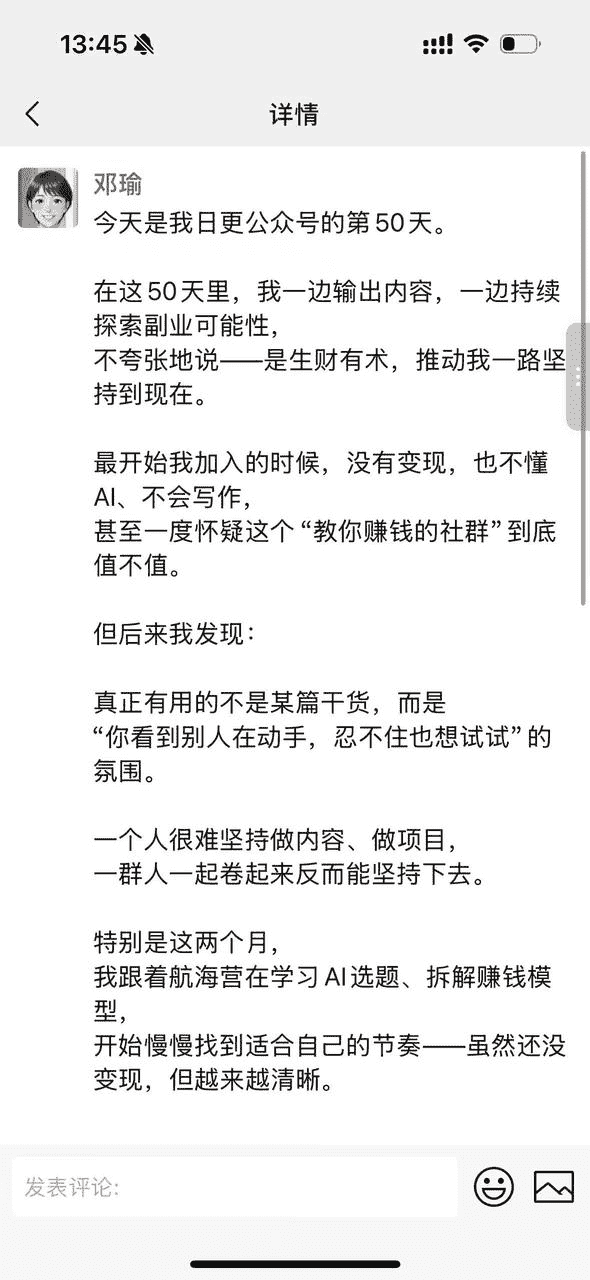 13:45
详情
邓瑜
今天是我日更公众号的第50天。
在这50天里，我一边输出内容，一边持续
探索副业可能性，
不夸张地说——是生财有术，推动我一路坚
持到现在。
最开始我加入的时候，没有变现，也不懂
AI、不会写作，
甚至一度怀疑这个“教你赚钱的社群”到底
值不值。
但后来我发现：
真正有用的不是某篇干货，而是
“你看到别人在动手，忍不住也想试试”的
氛围。
一个人很难坚持做内容、做项目，
一群人一起卷起来反而能坚持下去。
特别是这两个月，
我跟着航海营在学习AI选题、拆解赚钱模
型，
开始慢慢找到适合自己的节奏——虽然还没
变现，但越来越清晰。
发表评论: